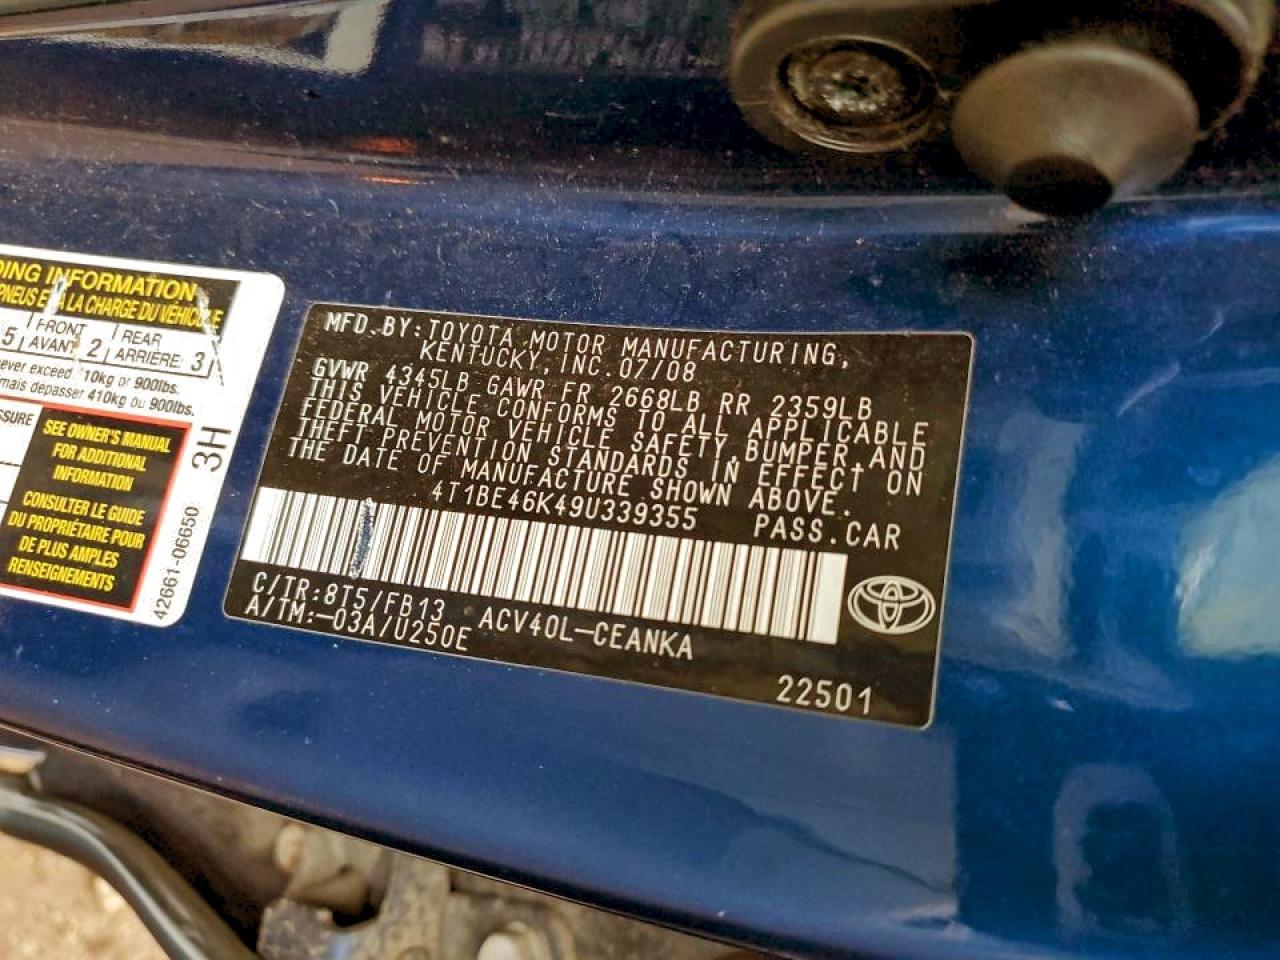 DING INFORMATION
PNEUS ET À LA CHARGE DU VÉHICULE
5 FRONT AVANT 2 REAR ARRIÈRE: 3
ever exceed 410kg or 900lbs.
mais dépasser 410kg ou 900lbs.
SSURE
SEE OWNER'S MANUAL
FOR ADDITIONAL
INFORMATION
CONSULTER LE GUIDE
DU PROPRIÉTAIRE POUR
DE PLUS AMPLES
RENSEIGNEMENTS
3H
42661-06650
MFD.BY:TOYOTA MOTOR MANUFACTURING,
KENTUCKY,INC.07/08
GVWR 4345LB GAWR FR 2668LB RR 2359LB
THIS VEHICLE CONFORMS TO ALL APPLICABLE
FEDERAL MOTOR VEHICLE SAFETY,BUMPER,AND
THEFT PREVENTION STANDARDS IN EFFECT ON
THE DATE OF MANUFACTURE SHOWN ABOVE.
4T1BE46K49U339355 PASS.CAR
C/TR:8T5/FB13 ACV40L-CEANKA
A/TM:-03A/U250E
22501